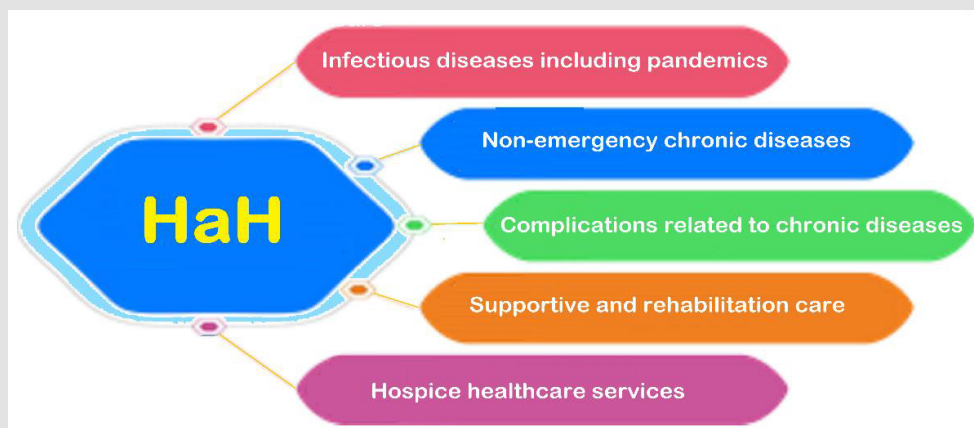 Infectious diseases including pandemics
Non-emergency chronic diseases
HaH
Complications related to chronic diseases
Supportive and rehabilitation care
Hospice healthcare services